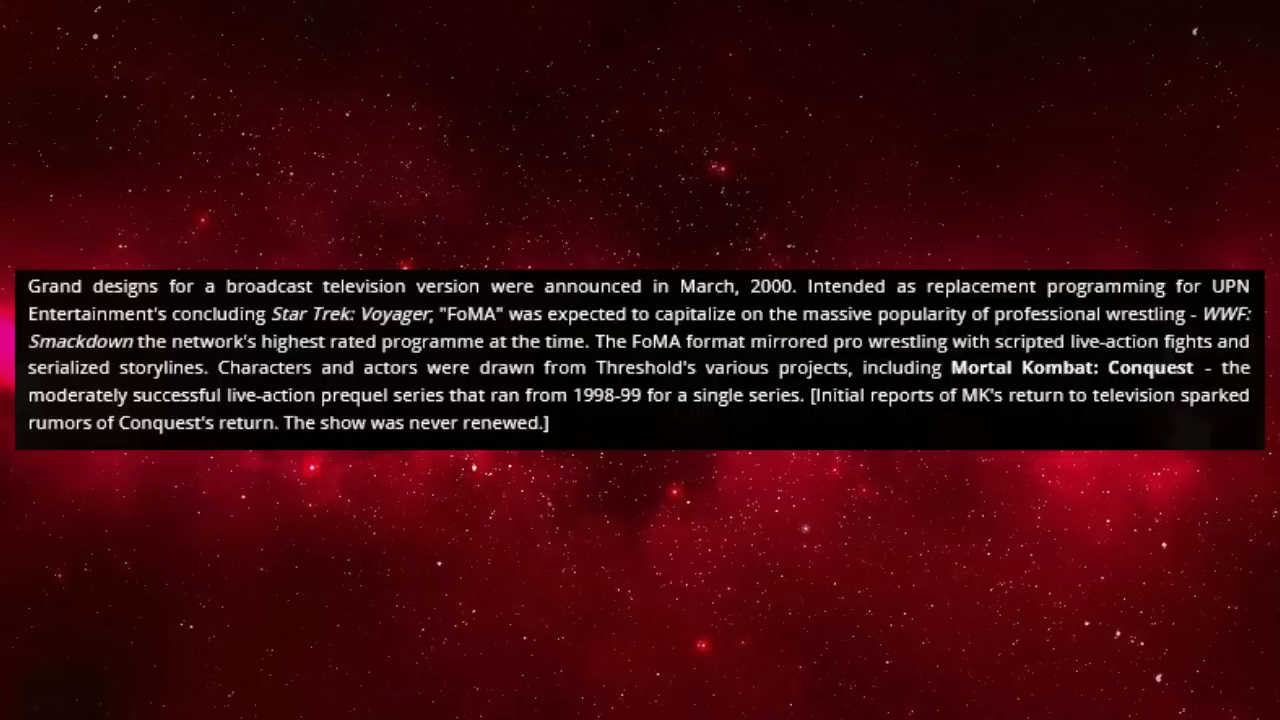 Grand designs for a broadcast television version were announced in March, 2000. Intended as replacement programming for UPN
Entertainment's concluding Star Trek: Voyager, "FoMA" was expected to capitalize on the massive popularity of professional wrestling - WWF:
Smackdown the network's highest rated programme at the time. The FoMA format mirrored pro wrestling with scripted live-action fights and
serialized storylines. Characters and actors were drawn from Threshold's various projects, including Mortal Kombat: Conquest - the
moderately successful live-action prequel series that ran from 1998-99 for a single series. [Initial reports of MK's return to television sparked
rumors of Conquest's return. The show was never renewed.]